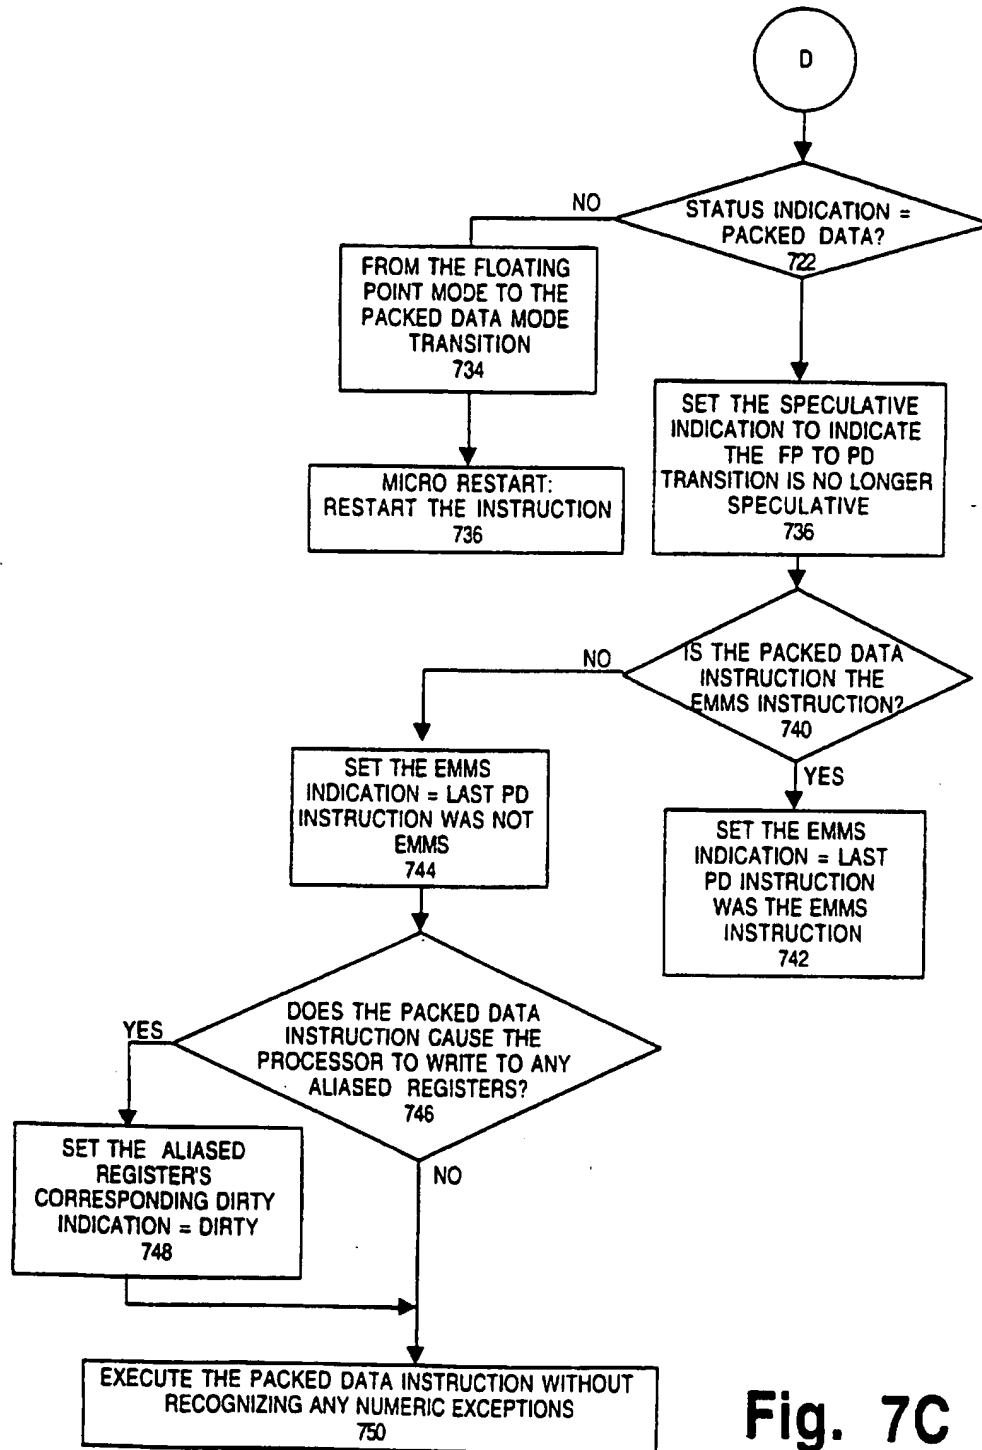 D
NO
STATUS INDICATION =
PACKED DATA?
722
FROM THE FLOATING
POINT MODE TO THE
PACKED DATA MODE
TRANSITION
734
SET THE SPECULATIVE
INDICATION TO INDICATE
THE FP TO PD
TRANSITION IS NO LONGER
SPECULATIVE
736
MICRO RESTART:
RESTART THE INSTRUCTION
736
NO
IS THE PACKED DATA
INSTRUCTION THE
EMMS INSTRUCTION?
740
YES
SET THE EMMS
INDICATION = LAST PD
INSTRUCTION WAS NOT
EMMS
744
SET THE EMMS
INDICATION = LAST
PD INSTRUCTION
WAS THE EMMS
INSTRUCTION
742
YES
DOES THE PACKED DATA
INSTRUCTION CAUSE THE
PROCESSOR TO WRITE TO ANY
ALIASED REGISTERS?
746
NO
SET THE ALIASED
REGISTER'S
CORRESPONDING DIRTY
INDICATION = DIRTY
748
EXECUTE THE PACKED DATA INSTRUCTION WITHOUT
RECOGNIZING ANY NUMERIC EXCEPTIONS
750
Fig. 7C